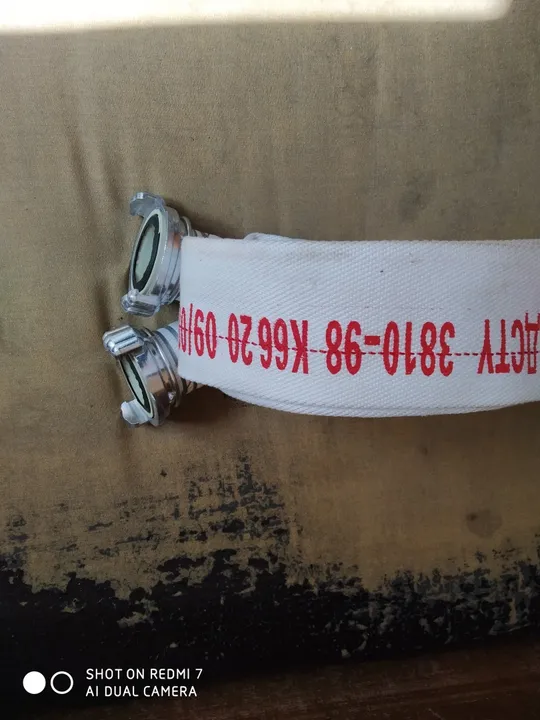 ДСТУ 3810-98 К66 20 09/0
SHOT ON REDMI 7
AI DUAL CAMERA